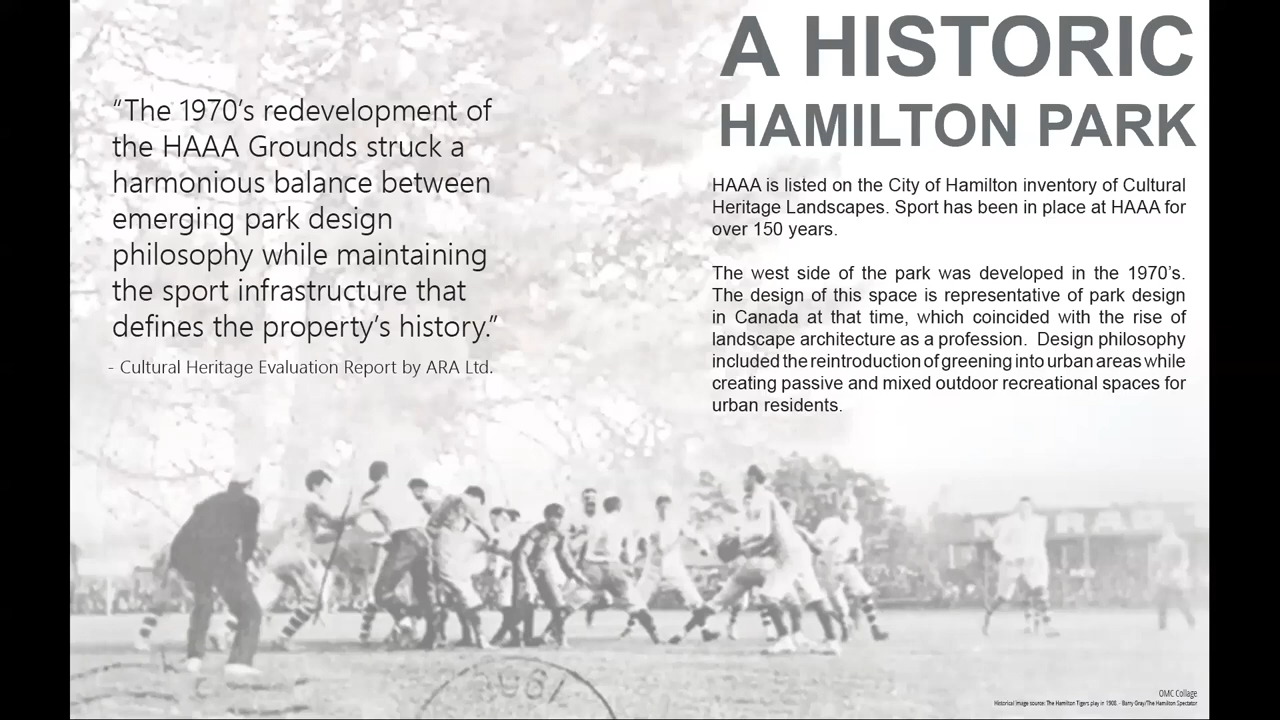 “The 1970’s redevelopment of
the HAAA Grounds struck a
harmonious balance between
emerging park design
philosophy while maintaining
the sport infrastructure that
defines the property’s history.”
- Cultural Heritage Evaluation Report by ARA Ltd.
A HISTORIC
HAMILTON PARK
HAAA is listed on the City of Hamilton inventory of Cultural
Heritage Landscapes. Sport has been in place at HAAA for
over 150 years.
The west side of the park was developed in the 1970’s.
The design of this space is representative of park design
in Canada at that time, which coincided with the rise of
landscape architecture as a profession. Design philosophy
included the reintroduction of greening into urban areas while
creating passive and mixed outdoor recreational spaces for
urban residents.
OMC Collage
Historical image source: The Hamilton Tigers play in 1908. - Barry Gray/The Hamilton Spectator